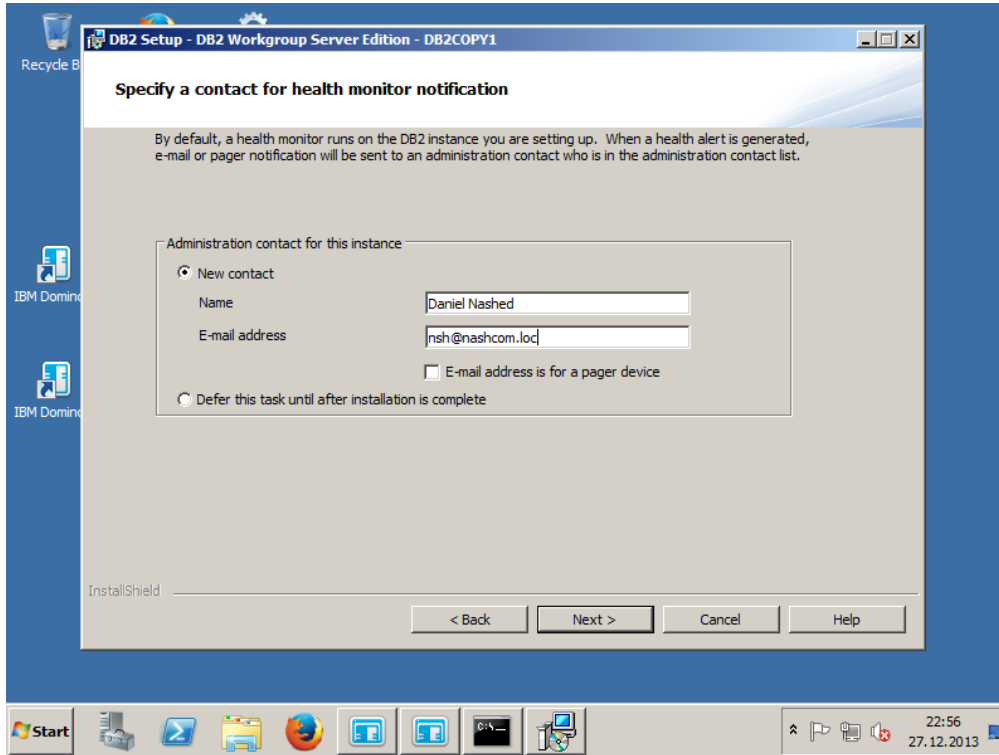 Recycle B
DB2 Setup - DB2 Workgroup Server Edition - DB2COPY1
Specify a contact for health monitor notification
By default, a health monitor runs on the DB2 instance you are setting up.  When a health alert is generated,
e-mail or pager notification will be sent to an administration contact who is in the administration contact list.
Administration contact for this instance
New contact
Name
Daniel Nashed
E-mail address
nsh@nashcom.loc
E-mail address is for a pager device
Defer this task until after installation is complete
IBM Domino
IBM Domino
InstallShield
< Back
Next >
Cancel
Help
Start
C:\_
22:56
27.12.2013